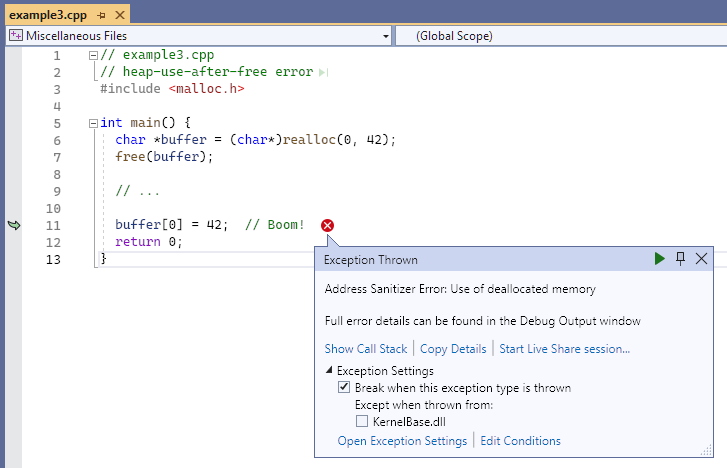 example3.cpp
Miscellaneous Files (Global Scope)
1 // example3.cpp
2 // heap-use-after-free error
3 #include <malloc.h>
4
5 int main() {
6 char *buffer = (char*)realloc(0, 42);
7 free(buffer);
8
9 // ...
10
11 buffer[0] = 42;  // Boom!
12 return 0;
13 }
Exception Thrown
Address Sanitizer Error: Use of deallocated memory
Full error details can be found in the Debug Output window
Show Call Stack | Copy Details | Start Live Share session...
Exception Settings
Break when this exception type is thrown
Except when thrown from:
KernelBase.dll
Open Exception Settings | Edit Conditions